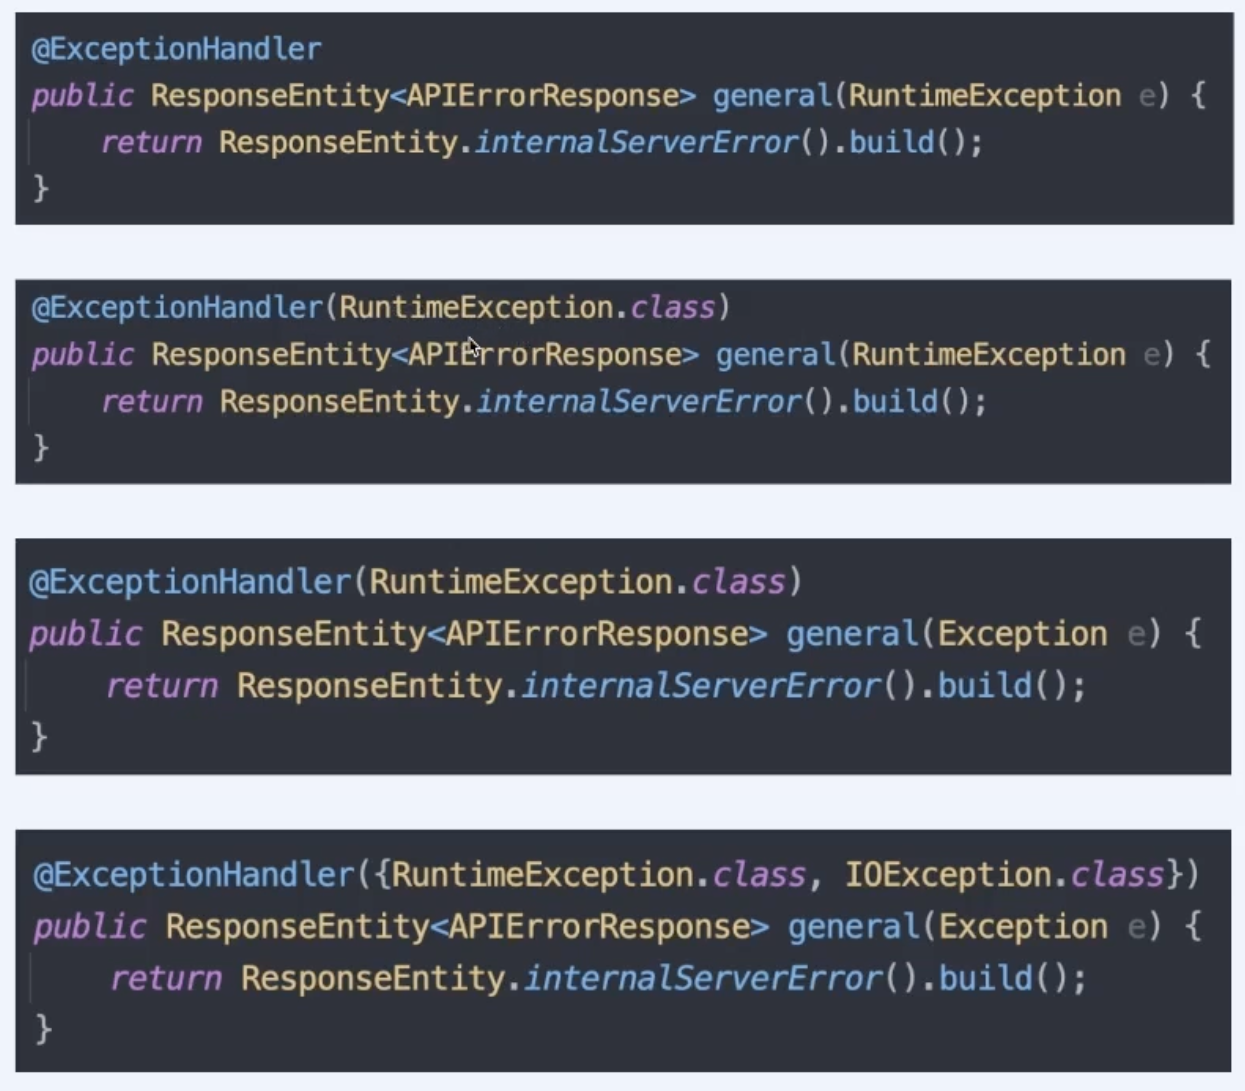 @ExceptionHandler
public ResponseEntity<APIErrorResponse> general(RuntimeException e) {
    return ResponseEntity.internalServerError().build();
}
@ExceptionHandler(RuntimeException.class)
public ResponseEntity<APIErrorResponse> general(RuntimeException e) {
    return ResponseEntity.internalServerError().build();
}
@ExceptionHandler(RuntimeException.class)
public ResponseEntity<APIErrorResponse> general(Exception e) {
    return ResponseEntity.internalServerError().build();
}
@ExceptionHandler({RuntimeException.class, IOException.class})
public ResponseEntity<APIErrorResponse> general(Exception e) {
    return ResponseEntity.internalServerError().build();
}